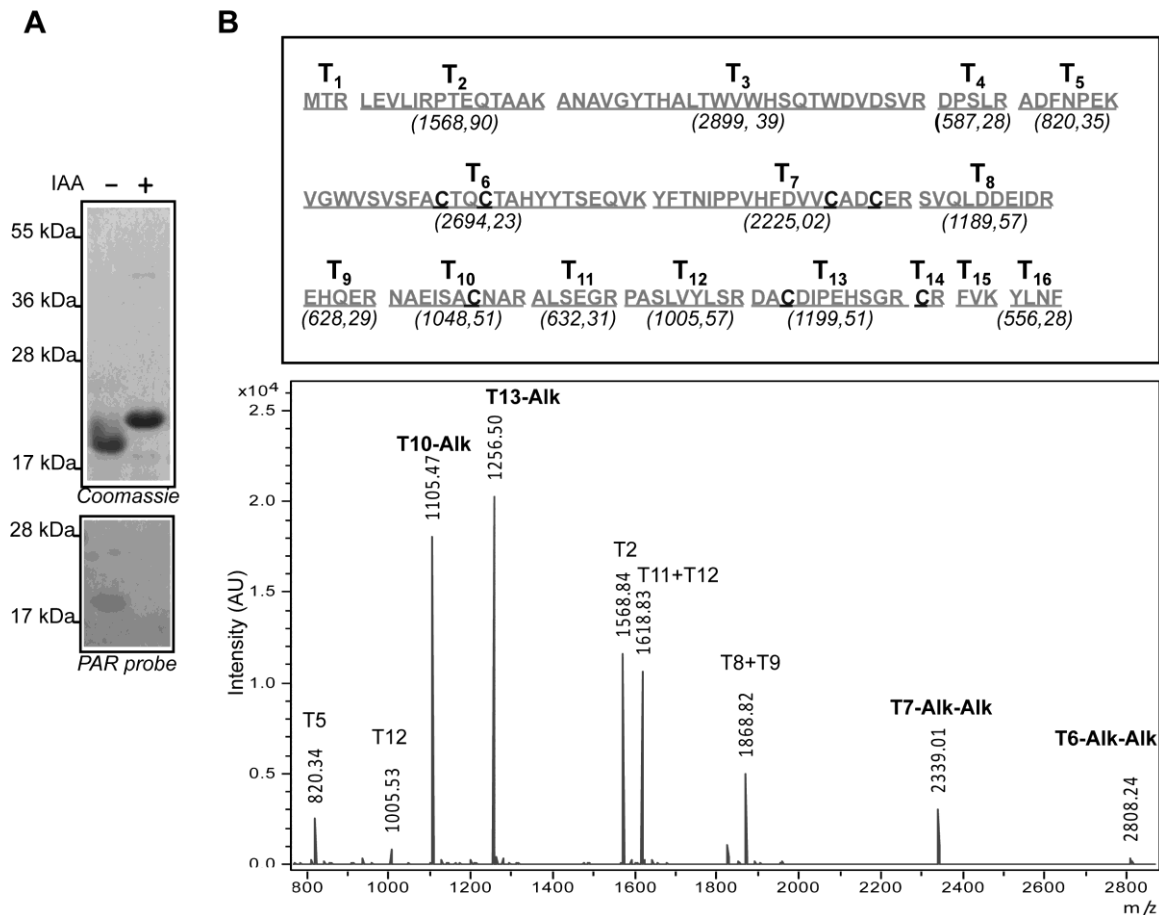 A
B
IAA − +
55 kDa
36 kDa
28 kDa
17 kDa
Coomassie
28 kDa
17 kDa
PAR probe
T1 T2 T3 T4 T5
MTR LEVLIRPTEQTAAK ANAVGYTHALTWVWHSQTWDVDSVR DPSLR ADFNPEK
(1568,90) (2899, 39) (587,28) (820,35)
T6 T7 T8
VGWVSVSFACTQCTAHYYTSEQVK YFTNIPPVHFDVVCADCER SVQLDDEIDR
(2694,23) (2225,02) (1189,57)
T9 T10 T11 T12 T13 T14 T15 T16
EHQER NAEISACNAR ALSEGR PASLVYLSR DACDIPEHSGR CR FVK YLNF
(628,29) (1048,51) (632,31) (1005,57) (1199,51) (556,28)
x10⁴
2.5
2.0
1.5
1.0
0.5
0.0
Intensity (AU)
T5
820.34
T12
1005.53
T10-Alk
1105.47
T13-Alk
1256.50
T2
1568.84
T11+T12
1618.83
T8+T9
1868.82
T7-Alk-Alk
2339.01
T6-Alk-Alk
2808.24
800 1000 1200 1400 1600 1800 2000 2200 2400 2600 2800
m/z